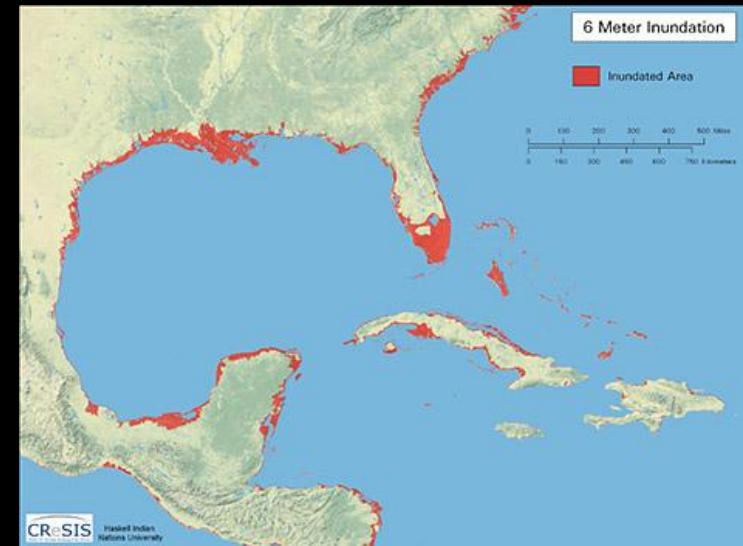 6 Meter Inundation
Inundated Area
0 100 200 300 400 500 Miles
0 150 300 450 600 750 Kilometers
CReSIS
Haskell Indian
Nations University